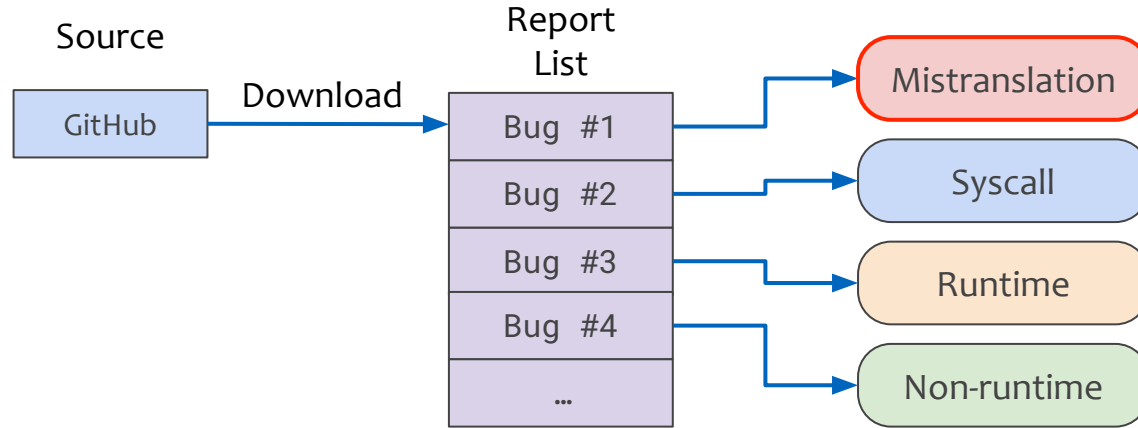 Source
GitHub
Download
Report
List
Bug #1
Bug #2
Bug #3
Bug #4
…
Mistranslation
Syscall
Runtime
Non-runtime